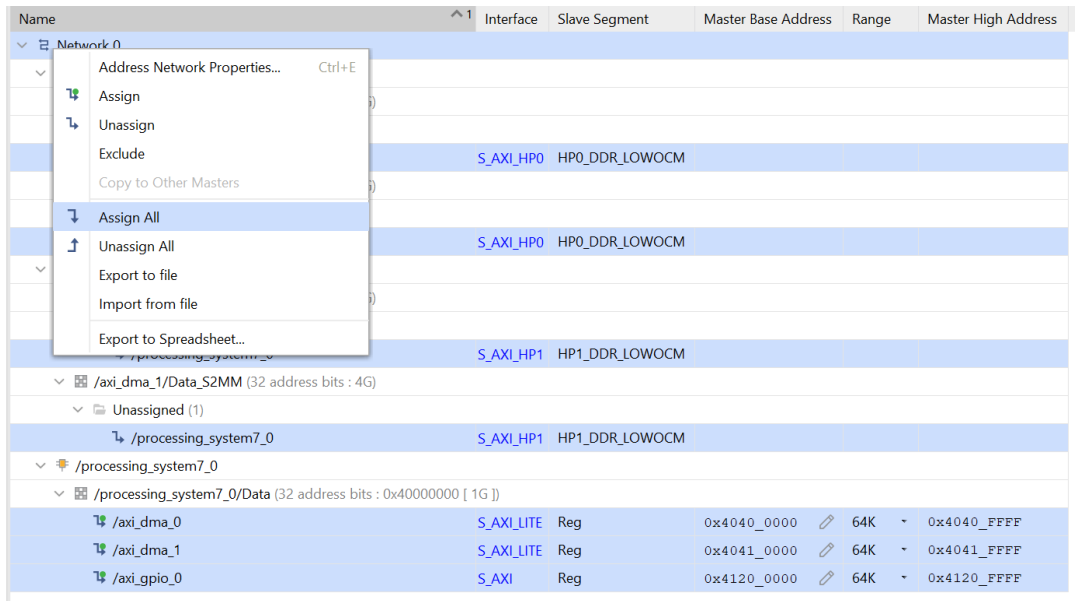 Name 1 Interface Slave Segment Master Base Address Range Master High Address
Network 0
Address Network Properties... Ctrl+E
Assign
Unassign
Exclude
S_AXI_HP0 HP0_DDR_LOWOCM
Copy to Other Masters
Assign All
Unassign All
S_AXI_HP0 HP0_DDR_LOWOCM
Export to file
Import from file
Export to Spreadsheet...
/processing_system7_0 S_AXI_HP1 HP1_DDR_LOWOCM
/axi_dma_1/Data_S2MM (32 address bits : 4G)
Unassigned (1)
/processing_system7_0 S_AXI_HP1 HP1_DDR_LOWOCM
/processing_system7_0
/processing_system7_0/Data (32 address bits : 0x40000000 [ 1G ])
/axi_dma_0 S_AXI_LITE Reg 0x4040_0000 64K 0x4040_FFFF
/axi_dma_1 S_AXI_LITE Reg 0x4041_0000 64K 0x4041_FFFF
/axi_gpio_0 S_AXI Reg 0x4120_0000 64K 0x4120_FFFF